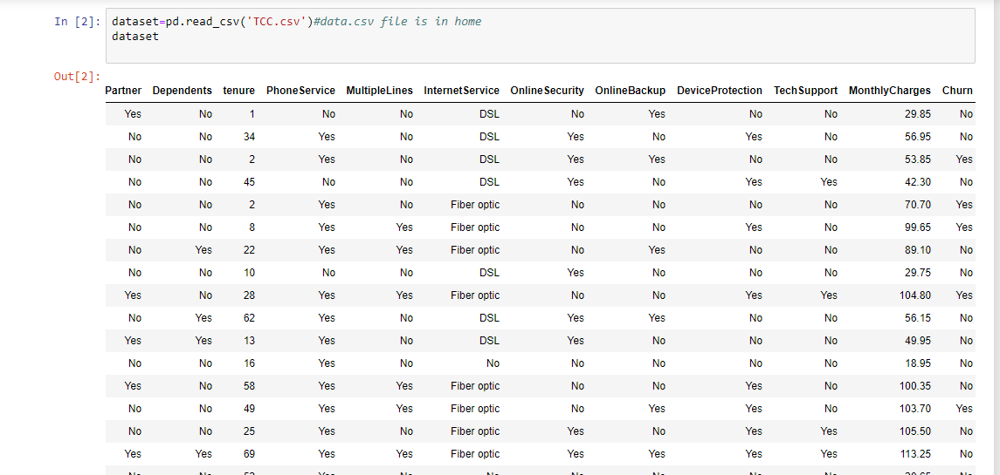 In [2]: dataset=pd.read_csv('TCC.csv')#data.csv file is in home
dataset
Out[2]:
Partner Dependents tenure PhoneService MultipleLines InternetService OnlineSecurity OnlineBackup DeviceProtection TechSupport MonthlyCharges Churn
Yes No 1 No No DSL No Yes No No 29.85 No
No No 34 Yes No DSL Yes No Yes No 56.95 No
No No 2 Yes No DSL Yes Yes No No 53.85 Yes
No No 45 No No DSL Yes No Yes Yes 42.30 No
No No 2 Yes No Fiber optic No No No No 70.70 Yes
No No 8 Yes Yes Fiber optic No No Yes No 99.65 Yes
No Yes 22 Yes Yes Fiber optic No Yes No No 89.10 No
No No 10 No No DSL Yes No No No 29.75 No
Yes No 28 Yes Yes Fiber optic No No Yes Yes 104.80 Yes
No Yes 62 Yes No DSL Yes Yes No No 56.15 No
Yes Yes 13 Yes No DSL Yes No No No 49.95 No
No No 16 Yes No No No No No No 18.95 No
Yes No 58 Yes Yes Fiber optic No No Yes No 100.35 No
No No 49 Yes Yes Fiber optic No Yes Yes No 103.70 Yes
No No 25 Yes No Fiber optic Yes No Yes Yes 105.50 No
Yes Yes 69 Yes Yes Fiber optic Yes Yes Yes Yes 113.25 No